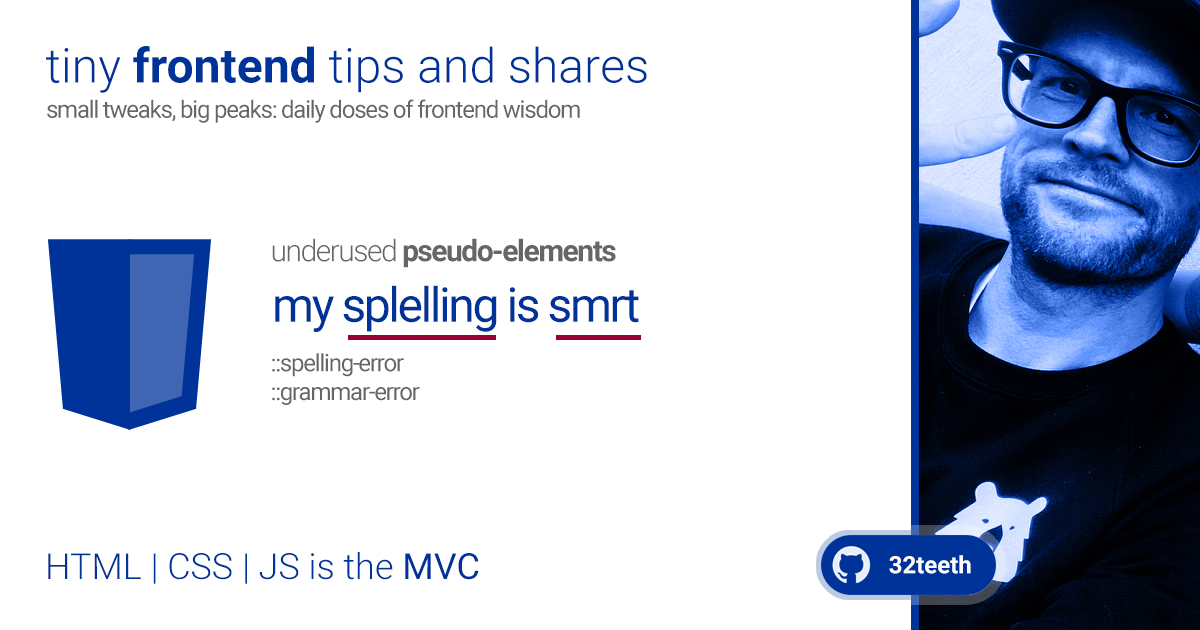 tiny frontend tips and shares
small tweaks, big peaks: daily doses of frontend wisdom
underused pseudo-elements
my splelling is smrt
::spelling-error
::grammar-error
HTML | CSS | JS is the MVC
32teeth